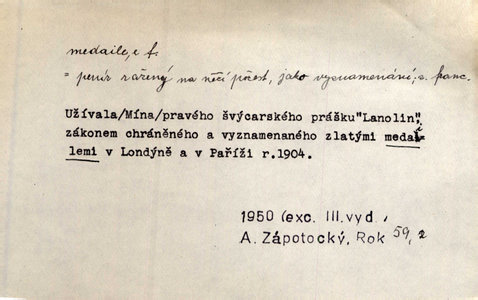 medaile, e f.
= peníz ražený na něčí počest, jako vyznamenání, z franc.
Užívala/Mína/pravého švýcarského prášku"Lanolin",
zákonem chráněného a vyznamenaného zlatými medai
lemi v Londýně a v Paříži r.1904.
1950 (exc. III.vyd.)
A. Zápotocký, Rok 59, 2